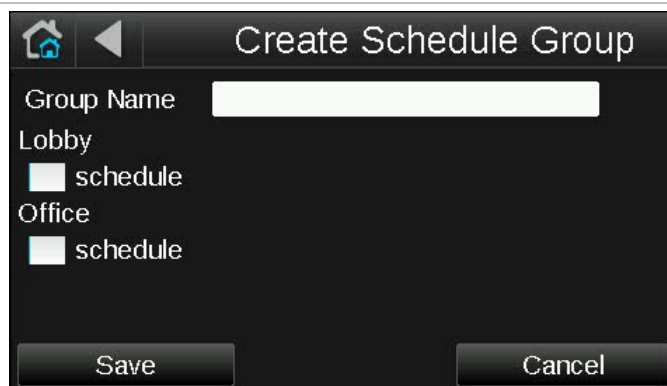 Create Schedule Group
Group Name
Lobby
schedule
Office
schedule
Save Cancel